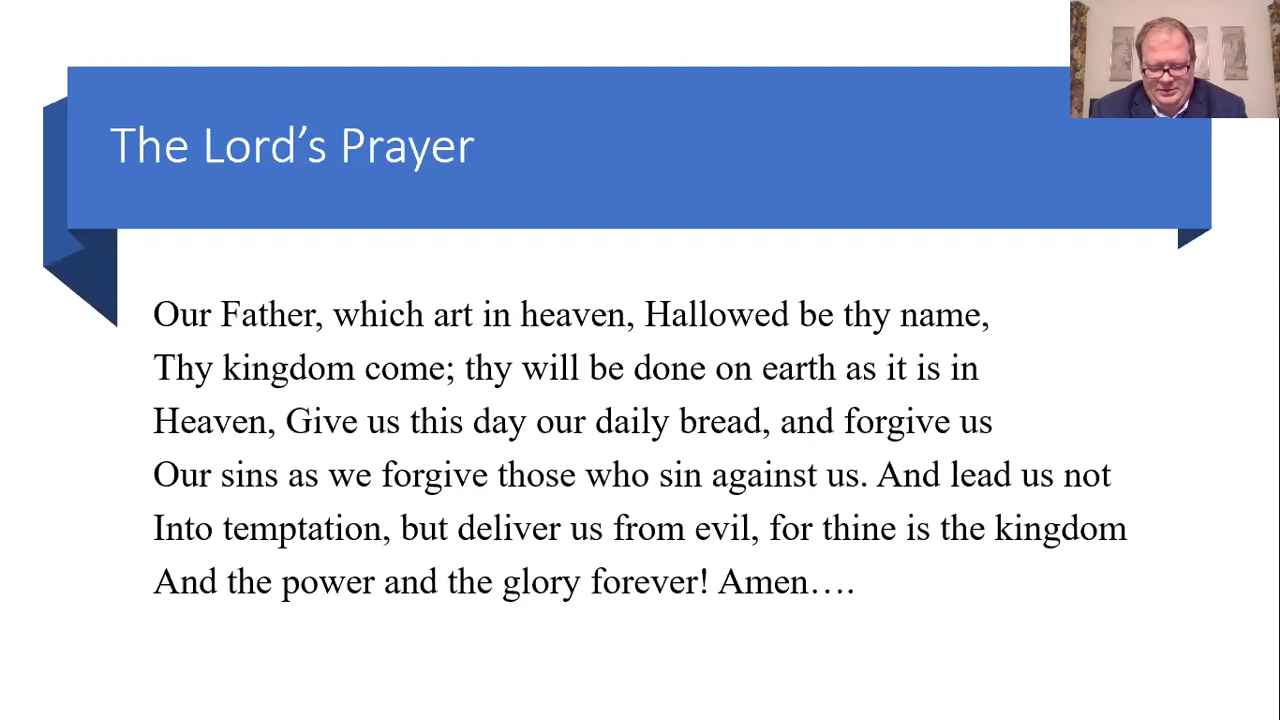 The Lord’s Prayer
Our Father, which art in heaven, Hallowed be thy name,
Thy kingdom come; thy will be done on earth as it is in
Heaven, Give us this day our daily bread, and forgive us
Our sins as we forgive those who sin against us. And lead us not
Into temptation, but deliver us from evil, for thine is the kingdom
And the power and the glory forever! Amen….